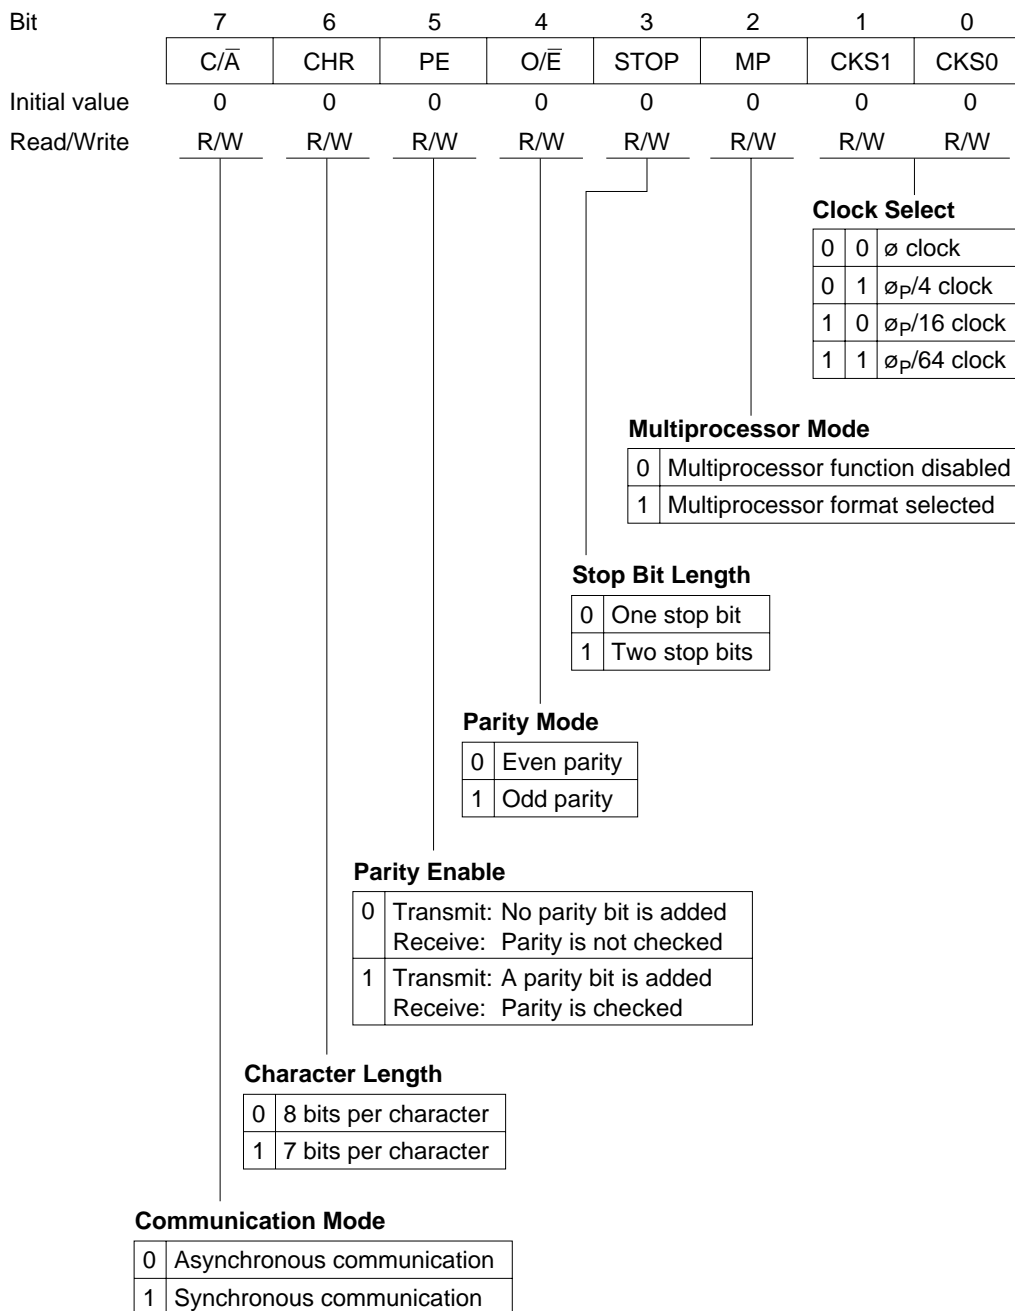 Bit 7 6 5 4 3 2 1 0
C/A̅ CHR PE O/E̅ STOP MP CKS1 CKS0
Initial value 0 0 0 0 0 0 0 0
Read/Write R/W R/W R/W R/W R/W R/W R/W R/W
Clock Select
0 0 ø clock
0 1 øP/4 clock
1 0 øP/16 clock
1 1 øP/64 clock
Multiprocessor Mode
0 Multiprocessor function disabled
1 Multiprocessor format selected
Stop Bit Length
0 One stop bit
1 Two stop bits
Parity Mode
0 Even parity
1 Odd parity
Parity Enable
0 Transmit: No parity bit is added
Receive: Parity is not checked
1 Transmit: A parity bit is added
Receive: Parity is checked
Character Length
0 8 bits per character
1 7 bits per character
Communication Mode
0 Asynchronous communication
1 Synchronous communication